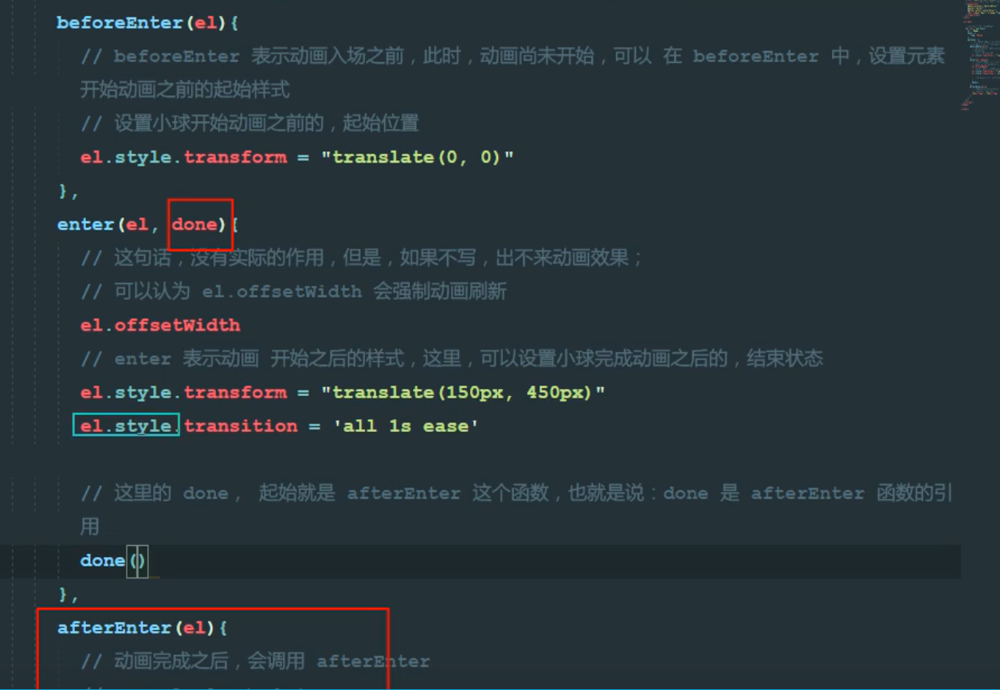 beforeEnter(el){
// beforeEnter 表示动画入场之前，此时，动画尚未开始，可以 在 beforeEnter 中，设置元素
开始动画之前的起始样式
// 设置小球开始动画之前的，起始位置
el.style.transform = "translate(0, 0)"
},
enter(el, done){
// 这句话，没有实际的作用，但是，如果不写，出不来动画效果；
// 可以认为 el.offsetWidth 会强制动画刷新
el.offsetWidth
// enter 表示动画 开始之后的样式，这里，可以设置小球完成动画之后的，结束状态
el.style.transform = "translate(150px, 450px)"
el.style.transition = 'all 1s ease'
// 这里的 done， 起始就是 afterEnter 这个函数，也就是说：done 是 afterEnter 函数的引
用
done()
},
afterEnter(el){
// 动画完成之后，会调用 afterEnter